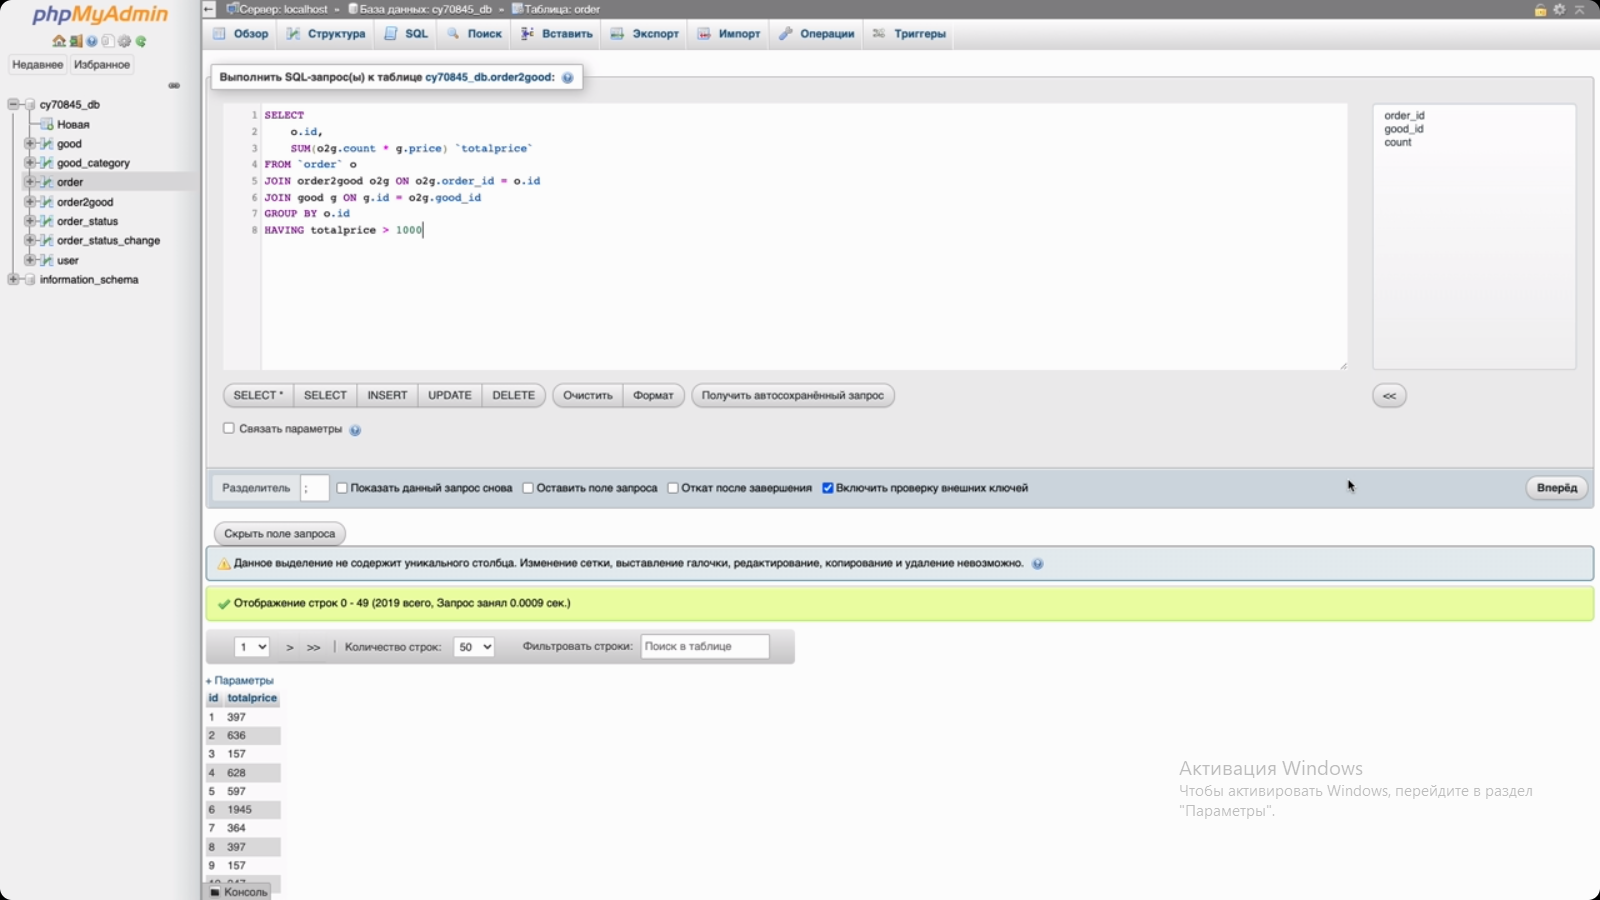 phpMyAdmin
Недавнее Избранное
cy70845_db
Новая
good
good_category
order
order2good
order_status
order_status_change
user
information_schema
Сервер: localhost » База данных: cy70845_db » Таблица: order
Обзор Структура SQL Поиск Вставить Экспорт Импорт Операции Триггеры
Выполнить SQL-запрос(ы) к таблице cy70845_db.order2good:
1 SELECT
2 o.id,
3 SUM(o2g.count * g.price) `totalprice`
4 FROM `order` o
5 JOIN order2good o2g ON o2g.order_id = o.id
6 JOIN good g ON g.id = o2g.good_id
7 GROUP BY o.id
8 HAVING totalprice > 1000
order_id
good_id
count
SELECT * SELECT INSERT UPDATE DELETE Очистить Формат Получить автосохранённый запрос <<
Связать параметры
Разделитель ; Показать данный запрос снова Оставить поле запроса Откат после завершения Включить проверку внешних ключей Вперёд
Скрыть поле запроса
Данное выделение не содержит уникального столбца. Изменение сетки, выставление галочки, редактирование, копирование и удаление невозможно.
Отображение строк 0 - 49 (2019 всего, Запрос занял 0.0009 сек.)
1 > >> | Количество строк: 50 Фильтровать строки: Поиск в таблице
+ Параметры
id totalprice
1 397
2 636
3 157
4 628
5 597
6 1945
7 364
8 397
9 157
Консоль
Активация Windows
Чтобы активировать Windows, перейдите в раздел
"Параметры".